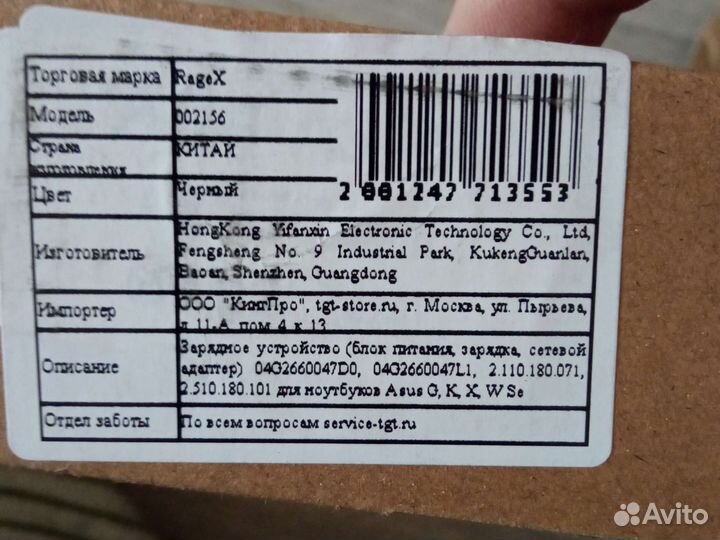 Торговая марка RageX
Модель 002156
Страна КИТАЙ
изготовления
Цвет Черный
2 001247 713553
HongKong Yifanxin Electronic Technology Co., Ltd,
Изготовитель Fengsheng No. 9 Industrial Park, KukengGuanlan,
Baoan, Shenzhen, Guangdong
Импортер ООО "КингПро", tgt-store.ru, г. Москва, ул. Пырьева,
д 11-А, пом. 4 к 13
Зарядное устройство (блок питания, зарядка, сетевой
Описание адаптер) 04G2660047D0, 04G2660047L1, 2.110.180.071,
2.510.180.101 для ноутбуков Asus G, K, X, W Se
Отдел заботы По всем вопросам service-tgt.ru
Avito